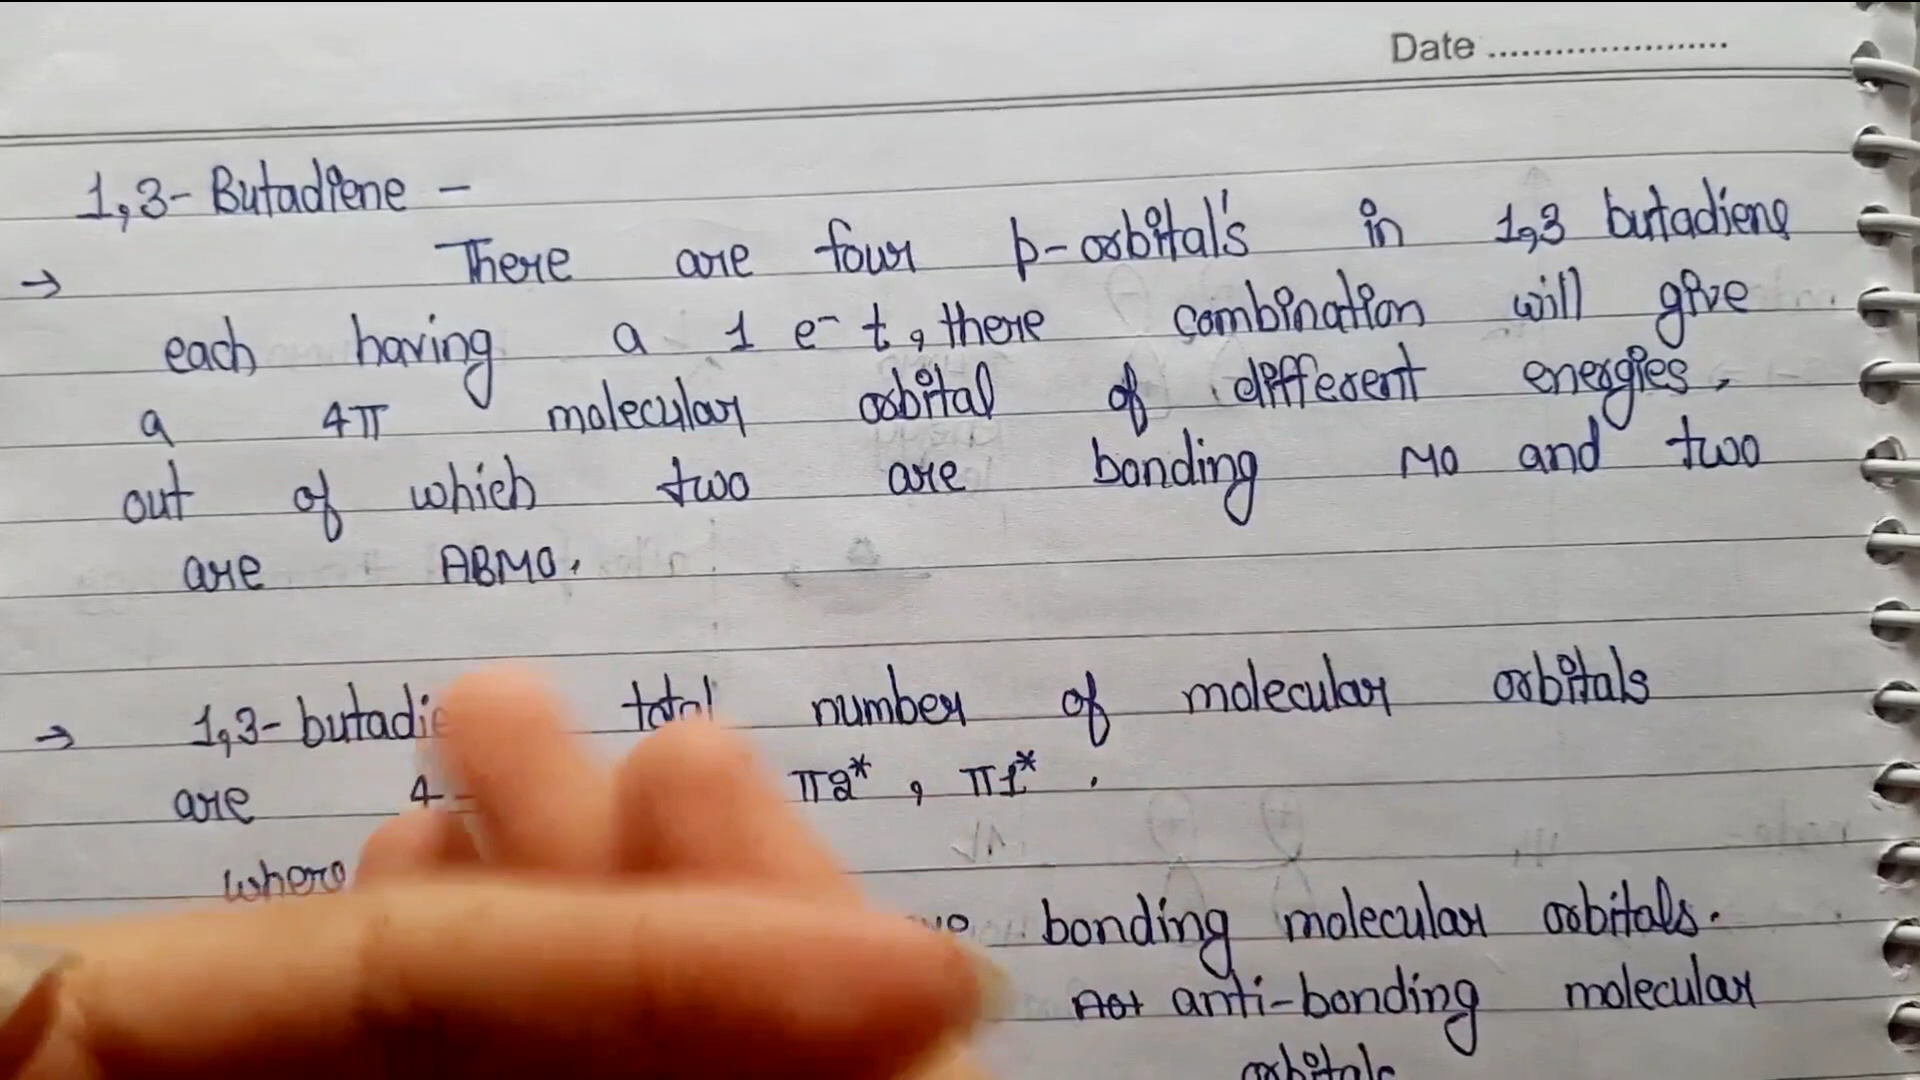 Date
1,3- Butadiene -
→ There are four p-orbital's in 1,3 butadiene
each having a 1 e- t, there combination will give
a 4π molecular orbital of different energies,
out of which two are bonding MO and two
are ABMO.
→ 1,3- total number of molecular orbitals
are 4 π2* , π1* .
where bonding molecular orbitals.
anti-bonding molecular
orbitals